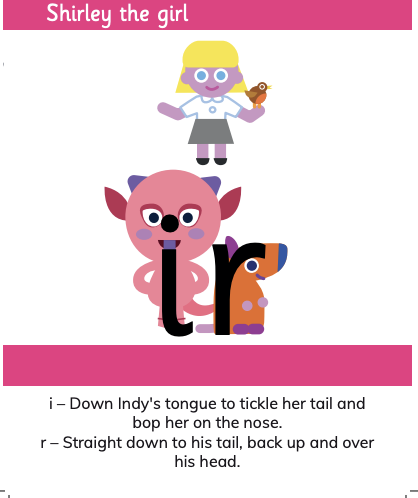 Shirley the girl
ir
i – Down Indy's tongue to tickle her tail and
bop her on the nose.
r – Straight down to his tail, back up and over
his head.